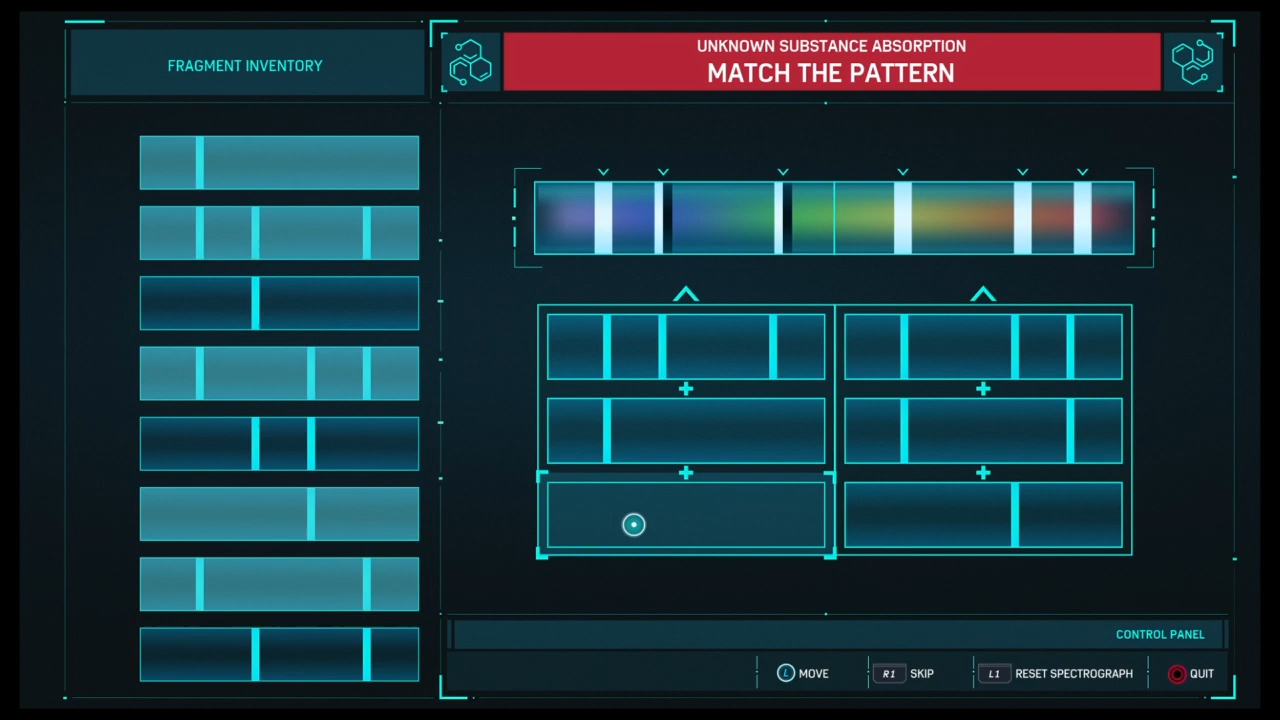 FRAGMENT INVENTORY
UNKNOWN SUBSTANCE ABSORPTION
MATCH THE PATTERN
CONTROL PANEL
L MOVE
R1 SKIP
L1 RESET SPECTROGRAPH
QUIT